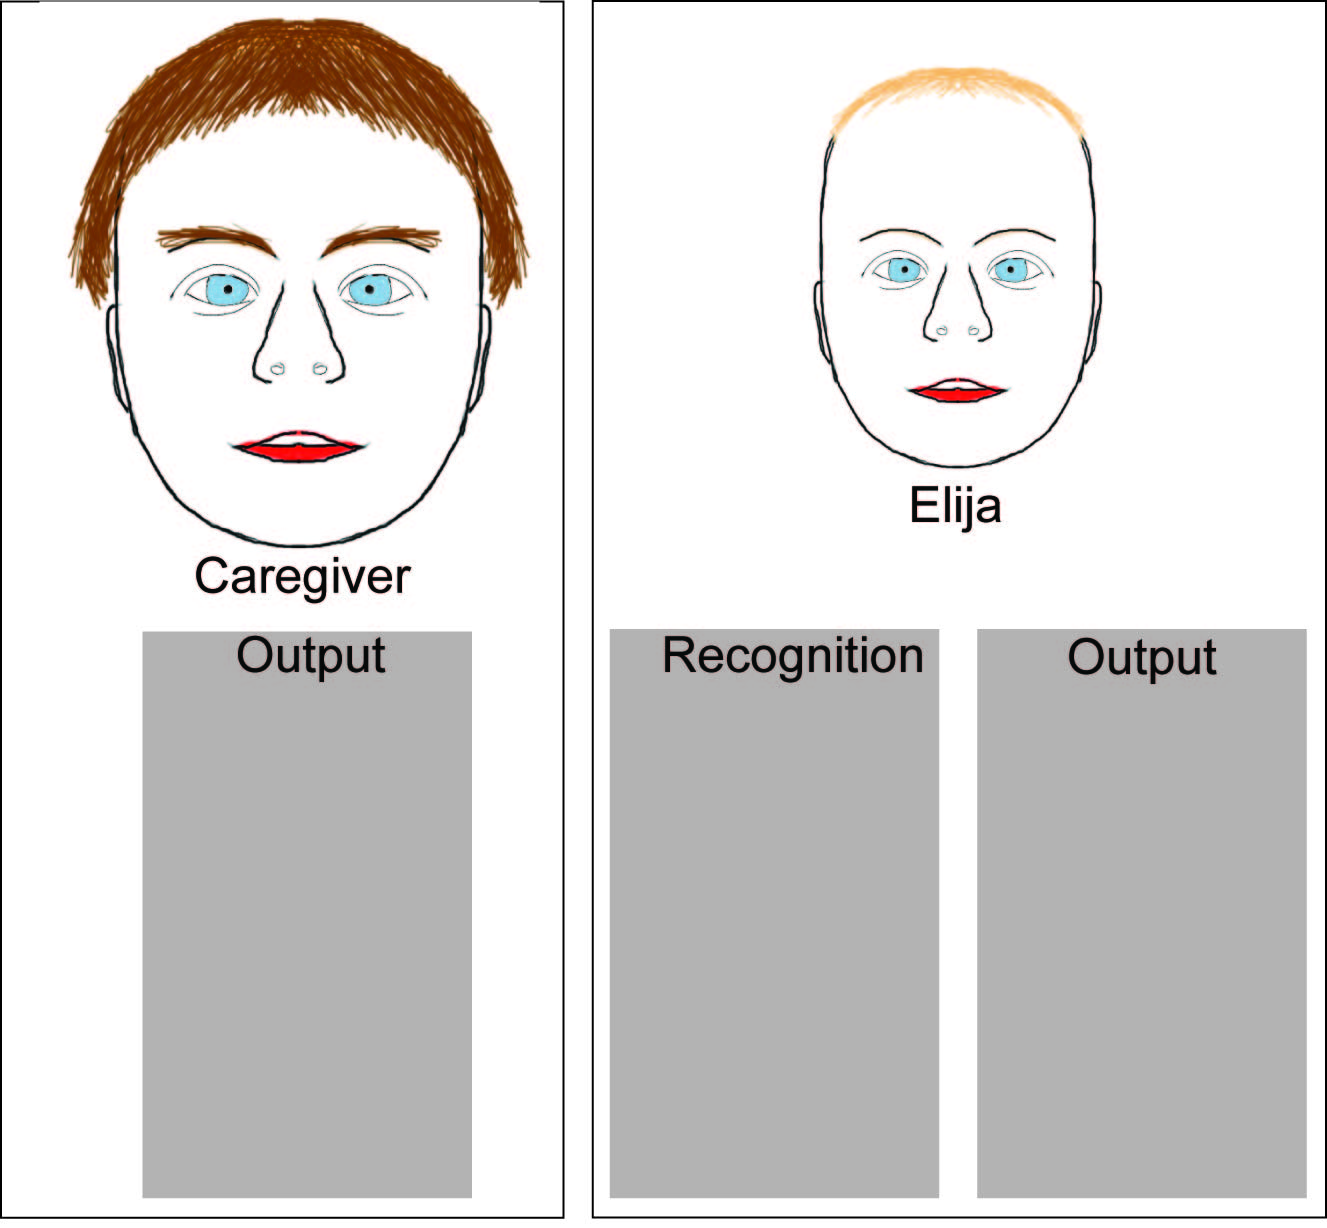 Caregiver
Output
Elija
Recognition
Output